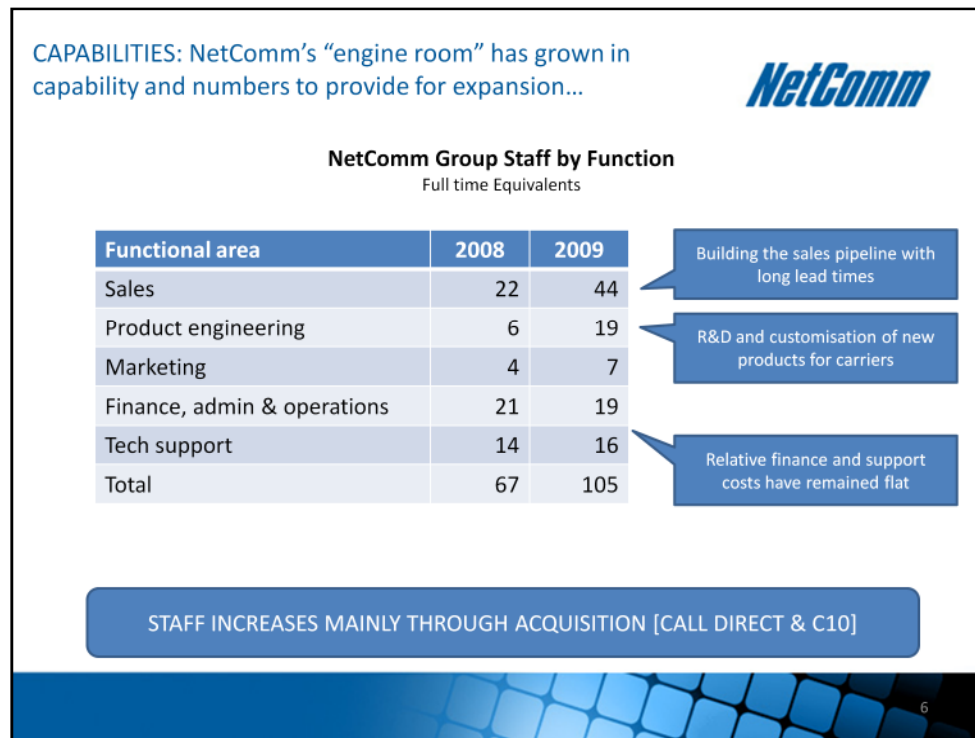 CAPABILITIES: NetComm's “engine room” has grown in
capability and numbers to provide for expansion…
NetComm
NetComm Group Staff by Function
Full time Equivalents
Functional area 2008 2009
Sales 22 44
Product engineering 6 19
Marketing 4 7
Finance, admin & operations 21 19
Tech support 14 16
Total 67 105
Building the sales pipeline with
long lead times
R&D and customisation of new
products for carriers
Relative finance and support
costs have remained flat
STAFF INCREASES MAINLY THROUGH ACQUISITION [CALL DIRECT & C10]
6